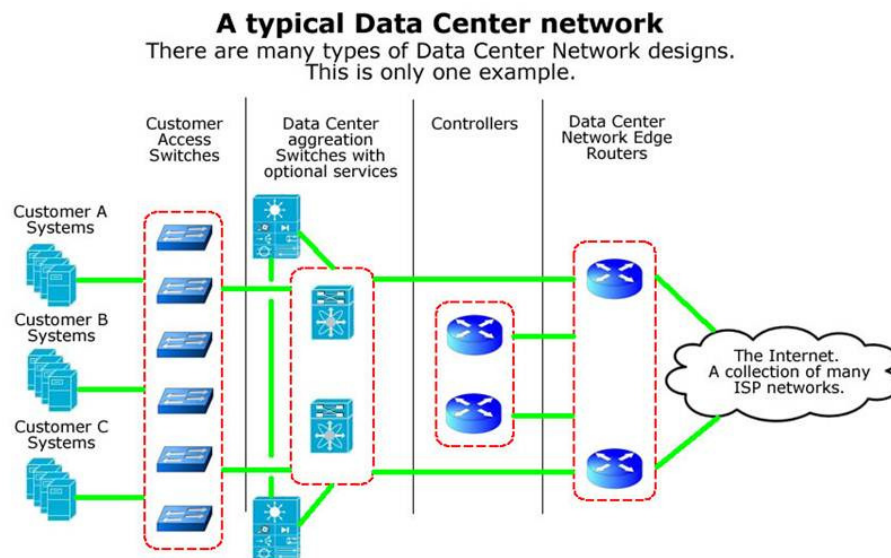 A typical Data Center network
There are many types of Data Center Network designs.
This is only one example.
Customer
Access
Switches
Data Center
aggreation
Switches with
optional services
Controllers
Data Center
Network Edge
Routers
Customer A
Systems
Customer B
Systems
Customer C
Systems
The Internet.
A collection of many
ISP networks.